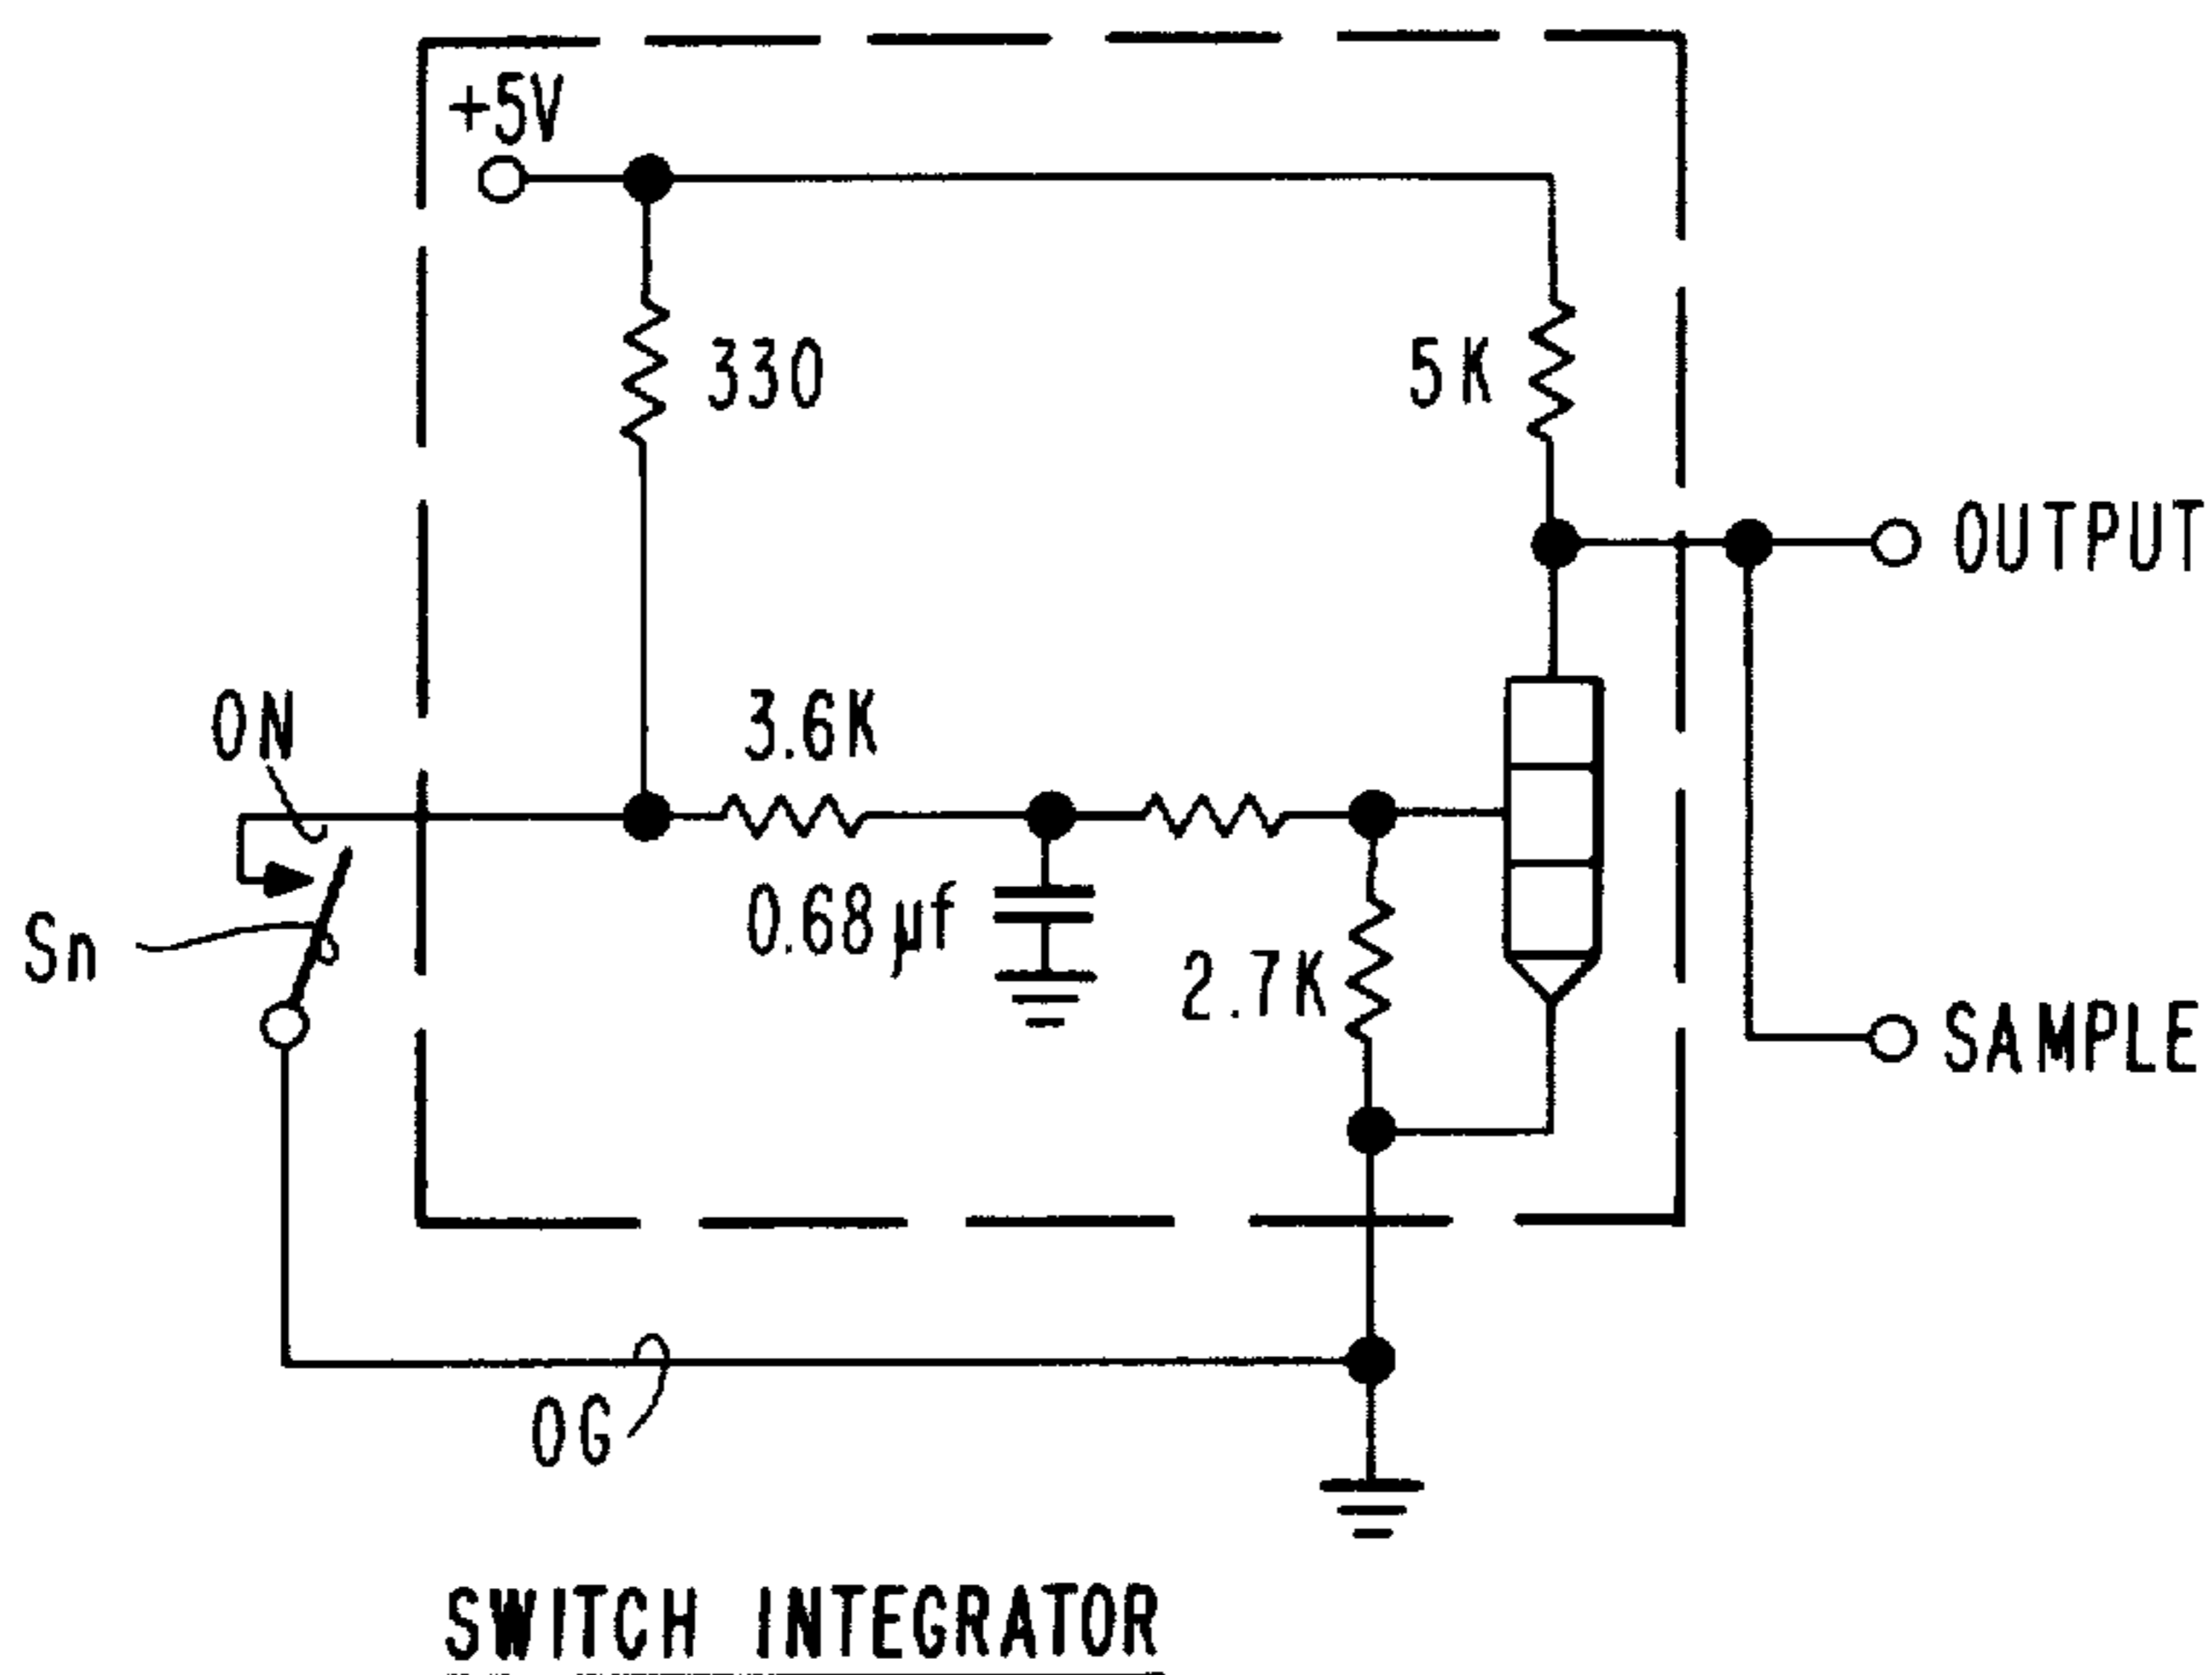 +5V
330
5K
OUTPUT
ON
3.6K
Sn
0.68 µf
2.7K
SAMPLE
OG
SWITCH INTEGRATOR